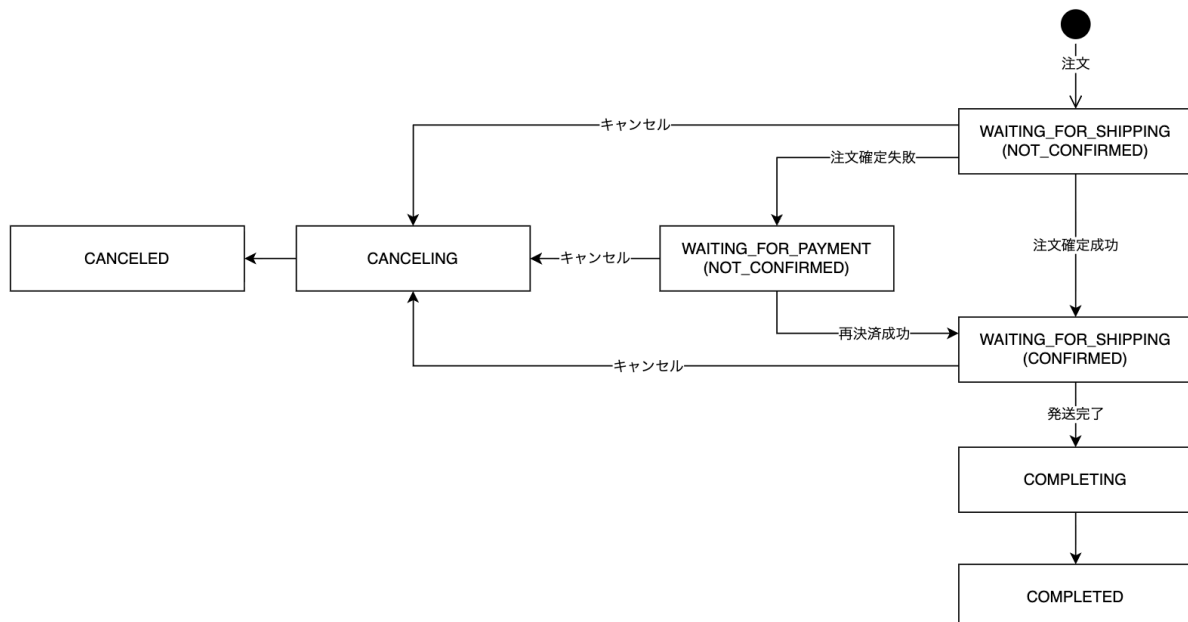 注文
WAITING_FOR_SHIPPING
(NOT_CONFIRMED)
キャンセル
注文確定失敗
注文確定成功
CANCELED
CANCELING
キャンセル
WAITING_FOR_PAYMENT
(NOT_CONFIRMED)
再決済成功
WAITING_FOR_SHIPPING
(CONFIRMED)
キャンセル
発送完了
COMPLETING
COMPLETED